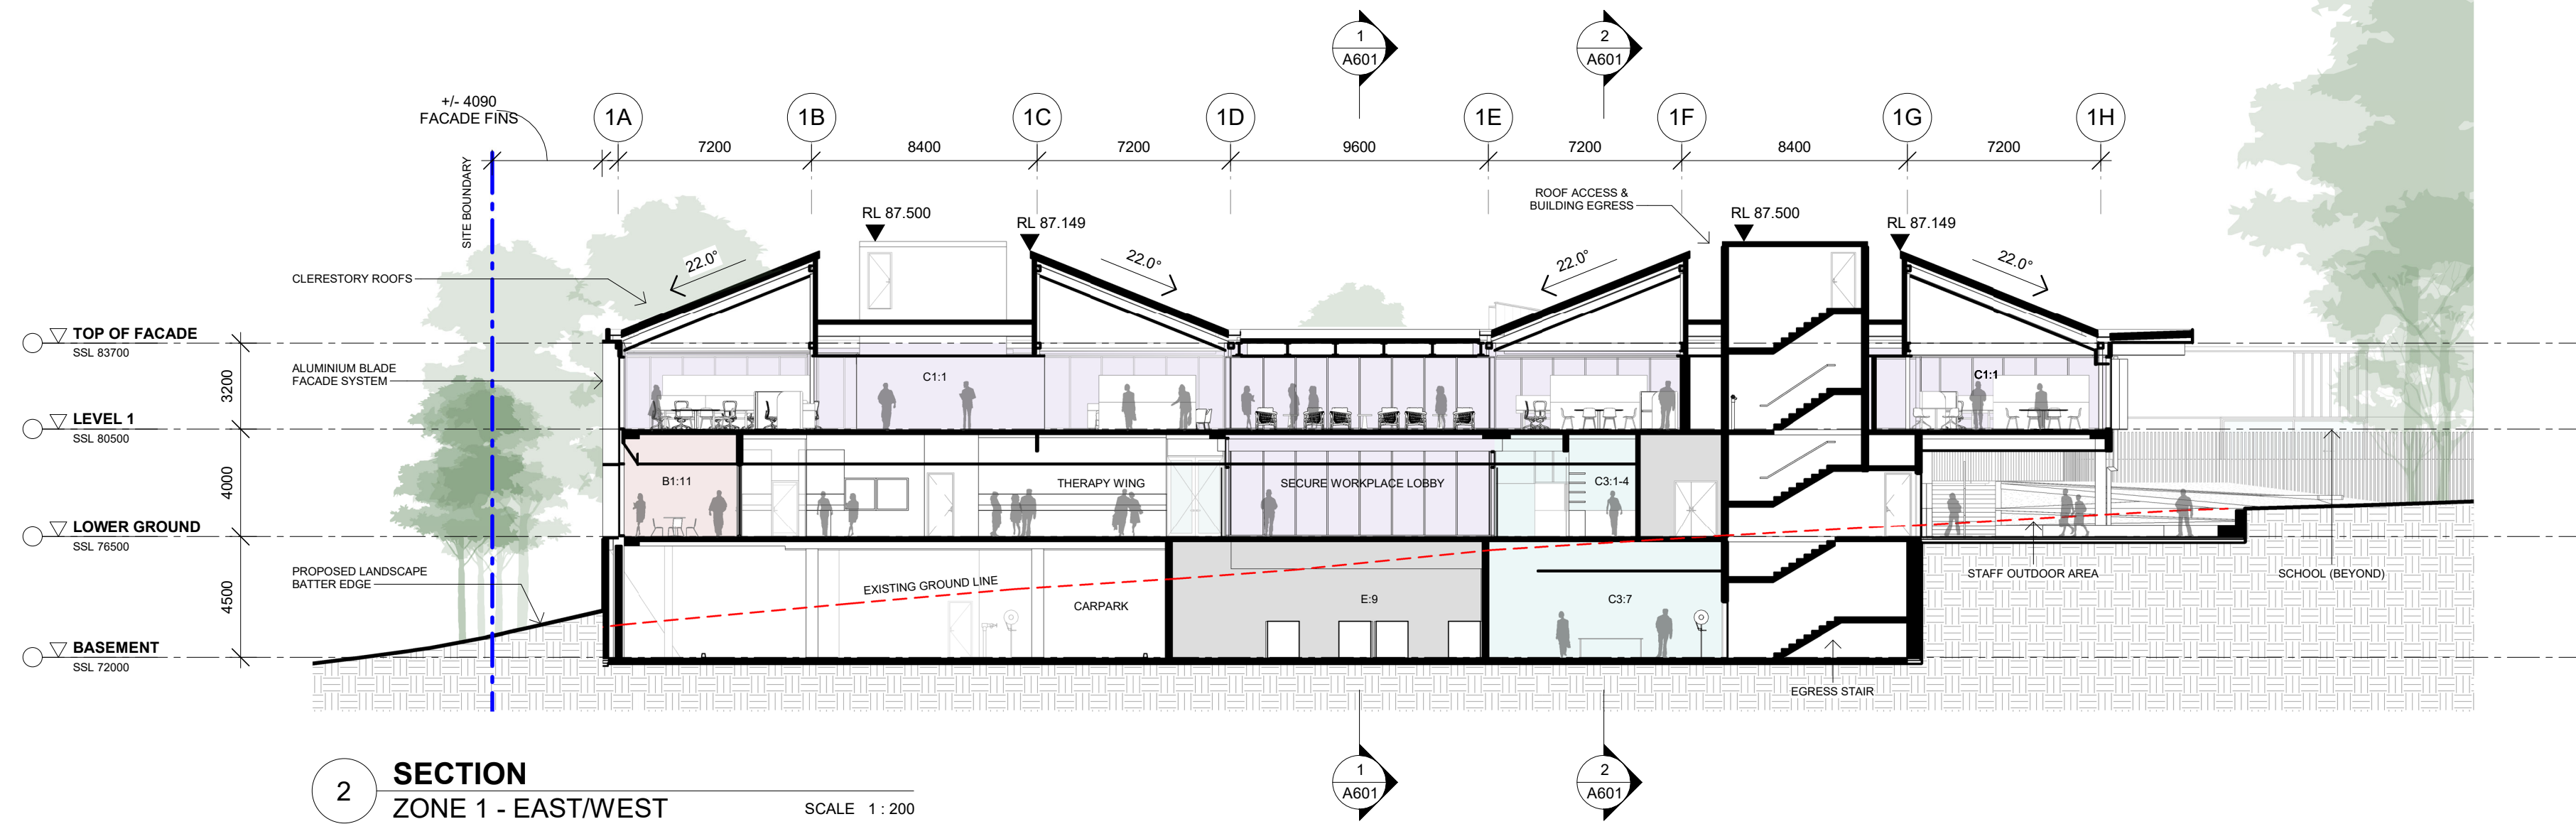 1
A601
2
A601
+/- 4090
FACADE FINS
1A
1B
1C
1D
1E
1F
1G
1H
7200
8400
7200
9600
7200
8400
7200
SITE BOUNDARY
ROOF ACCESS &
BUILDING EGRESS
RL 87.500
RL 87.149
RL 87.500
RL 87.149
22.0°
22.0°
22.0°
22.0°
CLERESTORY ROOFS
TOP OF FACADE
SSL 83700
ALUMINIUM BLADE
FACADE SYSTEM
3200
C1:1
C1:1
LEVEL 1
SSL 80500
4000
B1:11
THERAPY WING
SECURE WORKPLACE LOBBY
C3:1-4
LOWER GROUND
SSL 76500
PROPOSED LANDSCAPE
BATTER EDGE
4500
EXISTING GROUND LINE
CARPARK
E:9
C3:7
STAFF OUTDOOR AREA
SCHOOL (BEYOND)
BASEMENT
SSL 72000
EGRESS STAIR
2
SECTION
ZONE 1 - EAST/WEST
SCALE 1 : 200
1
A601
2
A601